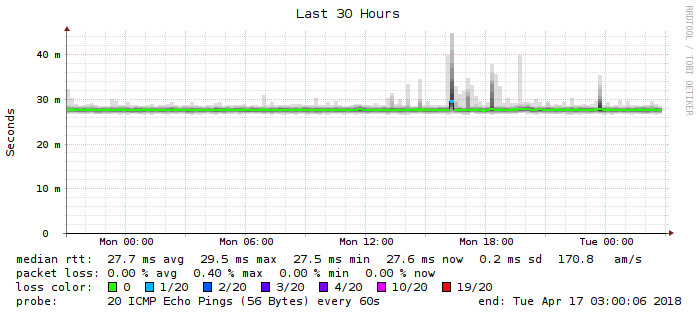 Last 30 Hours
RRDTOOL / TOBI OETIKER
Seconds
40 m
30 m
20 m
10 m
0
Mon 00:00 Mon 06:00 Mon 12:00 Mon 18:00 Tue 00:00
median rtt: 27.7 ms avg 29.5 ms max 27.5 ms min 27.6 ms now 0.2 ms sd 170.8 am/s
packet loss: 0.00 % avg 0.40 % max 0.00 % min 0.00 % now
loss color: 0 1/20 2/20 3/20 4/20 10/20 19/20
probe: 20 ICMP Echo Pings (56 Bytes) every 60s end: Tue Apr 17 03:00:06 2018